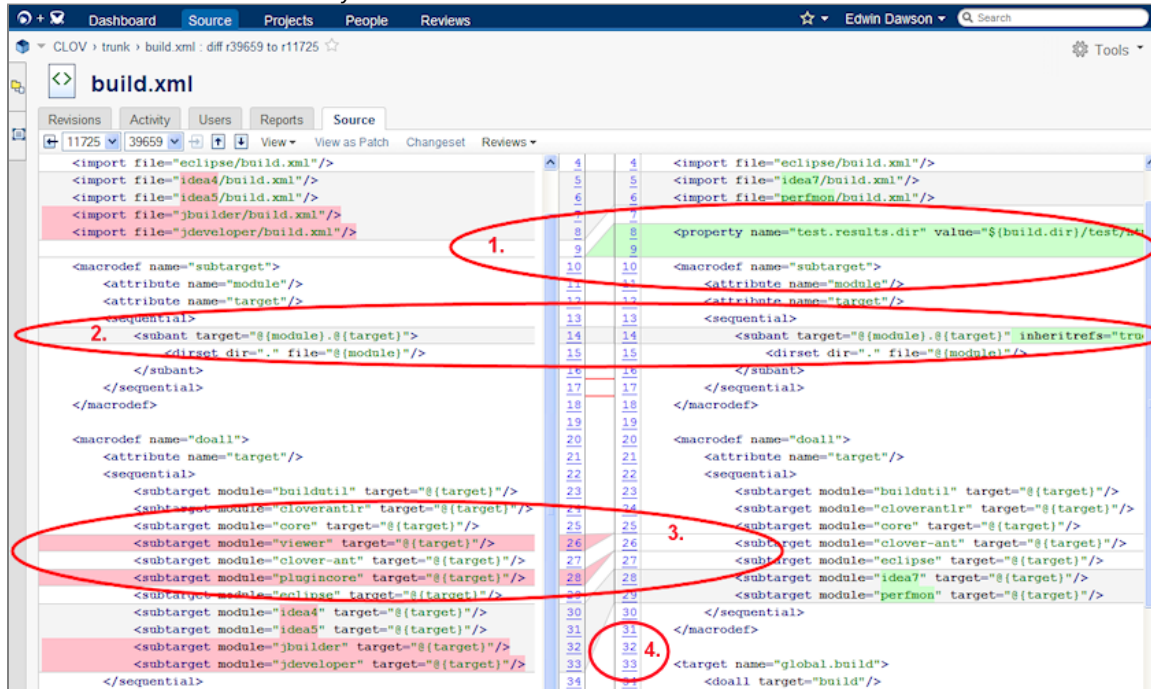 Dashboard Source Projects People Reviews Edwin Dawson Search
CLOV › trunk › build.xml : diff r39659 to r11725 Tools
build.xml
Revisions Activity Users Reports Source
11725 39659 View View as Patch Changeset Reviews
<import file="eclipse/build.xml"/> 4 4 <import file="eclipse/build.xml"/>
<import file="idea4/build.xml"/> 5 5 <import file="idea7/build.xml"/>
<import file="idea5/build.xml"/> 6 6 <import file="perfmon/build.xml"/>
<import file="jbuilder/build.xml"/> 7 7
<import file="jdeveloper/build.xml"/> 8 8 <property name="test.results.dir" value="${build.dir}/test/
1.
9 9
<macrodef name="subtarget"> 10 10 <macrodef name="subtarget">
<attribute name="module"/> 11 11 <attribute name="module"/>
<attribute name="target"/> 12 12 <attribute name="target"/>
<sequential> 13 13 <sequential>
2.
<subant target="@{module}.@{target}"> 14 14 <subant target="@{module}.@{target}" inheritrefs="tru
<dirset dir="." file="@{module}"/> 15 15 <dirset dir="." file="@{module}"/>
</subant> 16 16 </subant>
</sequential> 17 17 </sequential>
</macrodef> 18 18 </macrodef>
19 19
<macrodef name="doall"> 20 20 <macrodef name="doall">
<attribute name="target"/> 21 21 <attribute name="target"/>
<sequential> 22 22 <sequential>
<subtarget module="buildutil" target="@{target}"/> 23 23 <subtarget module="buildutil" target="@{target}"/>
<subtarget module="cloverantlr" target="@{target}"/> 24 24 <subtarget module="cloverantlr" target="@{target}"/>
<subtarget module="core" target="@{target}"/> 25 25 <subtarget module="core" target="@{target}"/>
3.
<subtarget module="viewer" target="@{target}"/> 26 26 <subtarget module="clover-ant" target="@{target}"/>
<subtarget module="clover-ant" target="@{target}"/> 27 27 <subtarget module="eclipse" target="@{target}"/>
<subtarget module="plugincore" target="@{target}"/> 28 28 <subtarget module="idea7" target="@{target}"/>
<subtarget module="eclipse" target="@{target}"/> 29 29 <subtarget module="perfmon" target="@{target}"/>
<subtarget module="idea4" target="@{target}"/> 30 30 </sequential>
<subtarget module="idea5" target="@{target}"/> 31 31 </macrodef>
<subtarget module="jbuilder" target="@{target}"/> 32 32
4.
<subtarget module="jdeveloper" target="@{target}"/> 33 33 <target name="global.build">
</sequential> 34 34 <doall target="build"/>